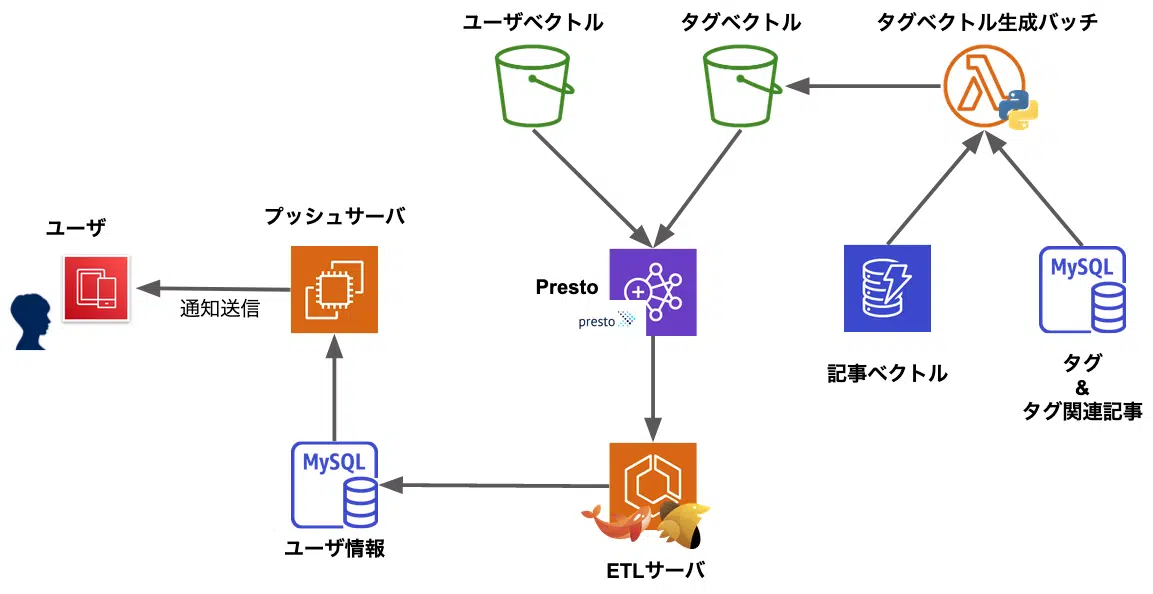 ユーザベクトル
タグベクトル
タグベクトル生成バッチ
プッシュサーバ
ユーザ
通知送信
Presto
presto
MySQL
記事ベクトル
タグ
&
タグ関連記事
MySQL
ユーザ情報
ETLサーバ